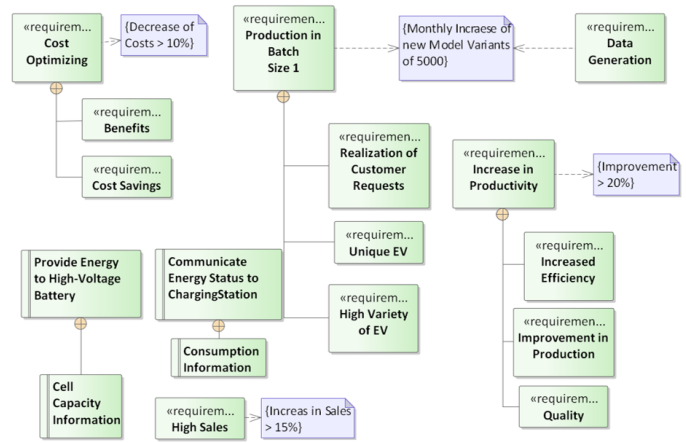 «requirem...
Cost
Optimizing
{Decrease of
Costs > 10%}
«requiremen...
Production in
Batch
Size 1
{Monthly Incraese of
new Model Variants
of 5000}
«requirem...
Data
Generation
«requirem...
Benefits
«requirem...
Cost Savings
«requiremen...
Realization of
Customer
Requests
«requiremen...
Increase in
Productivity
{Improvement
> 20%}
«requirem...
Unique EV
«requirem...
Increased
Efficiency
Provide Energy
to High-Voltage
Battery
Communicate
Energy Status to
ChargingStation
«requirem...
High Variety
of EV
«requiremen...
Improvement in
Production
Consumption
Information
Cell
Capacity
Information
«requirem...
High Sales
{Increas in Sales
> 15%}
«requirem...
Quality